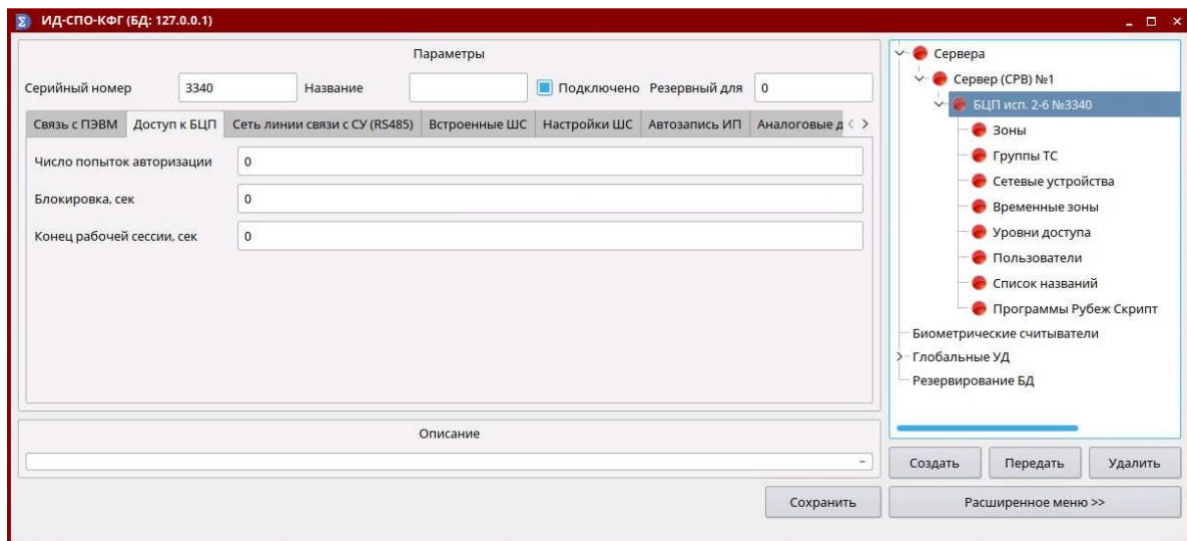 ИД-СПО-КФГ (БД: 127.0.0.1)
Параметры
Серийный номер 3340 Название Подключено Резервный для 0
Связь с ПЭВМ Доступ к БЦП Сеть линии связи с СУ (RS485) Встроенные ШС Настройки ШС Автозапись ИП Аналоговые д
Число попыток авторизации 0
Блокировка, сек 0
Конец рабочей сессии, сек 0
Описание
Сохранить
Сервера
Сервер (СРВ) №1
БЦП исп. 2-6 №3340
Зоны
Группы ТС
Сетевые устройства
Временные зоны
Уровни доступа
Пользователи
Список названий
Программы Рубеж Скрипт
Биометрические считыватели
Глобальные УД
Резервирование БД
Создать Передать Удалить
Расширенное меню >>